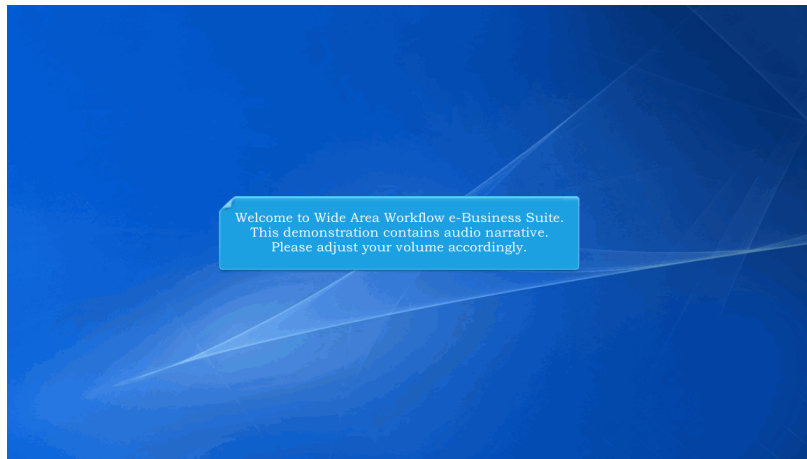 Welcome to Wide Area Workflow e-Business Suite.
This demonstration contains audio narrative.
Please adjust your volume accordingly.